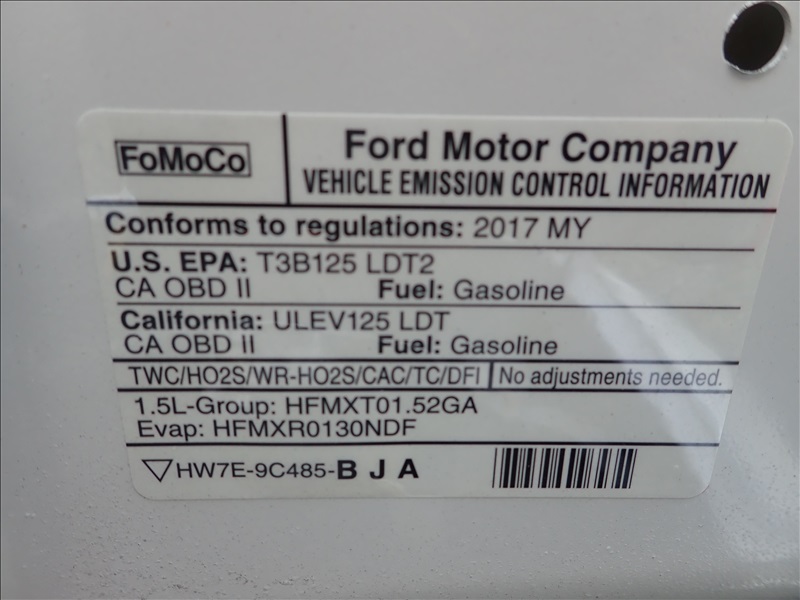 FoMoCo
Ford Motor Company
VEHICLE EMISSION CONTROL INFORMATION
Conforms to regulations: 2017 MY
U.S. EPA: T3B125 LDT2
CA OBD II Fuel: Gasoline
California: ULEV125 LDT
CA OBD II Fuel: Gasoline
TWC/HO2S/WR-HO2S/CAC/TC/DFI No adjustments needed.
1.5L-Group: HFMXT01.52GA
Evap: HFMXR0130NDF
HW7E-9C485-B J A